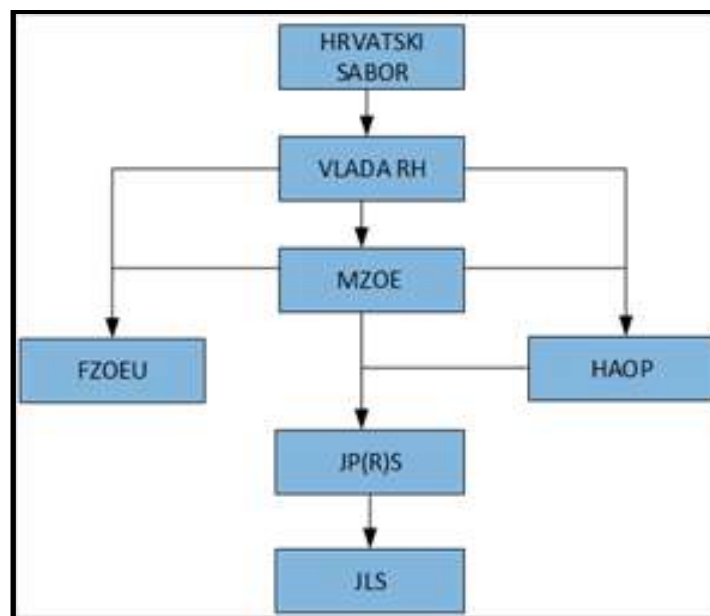 HRVATSKI
SABOR
VLADA RH
MZOE
FZOEU
HAOP
JP(R)S
JLS